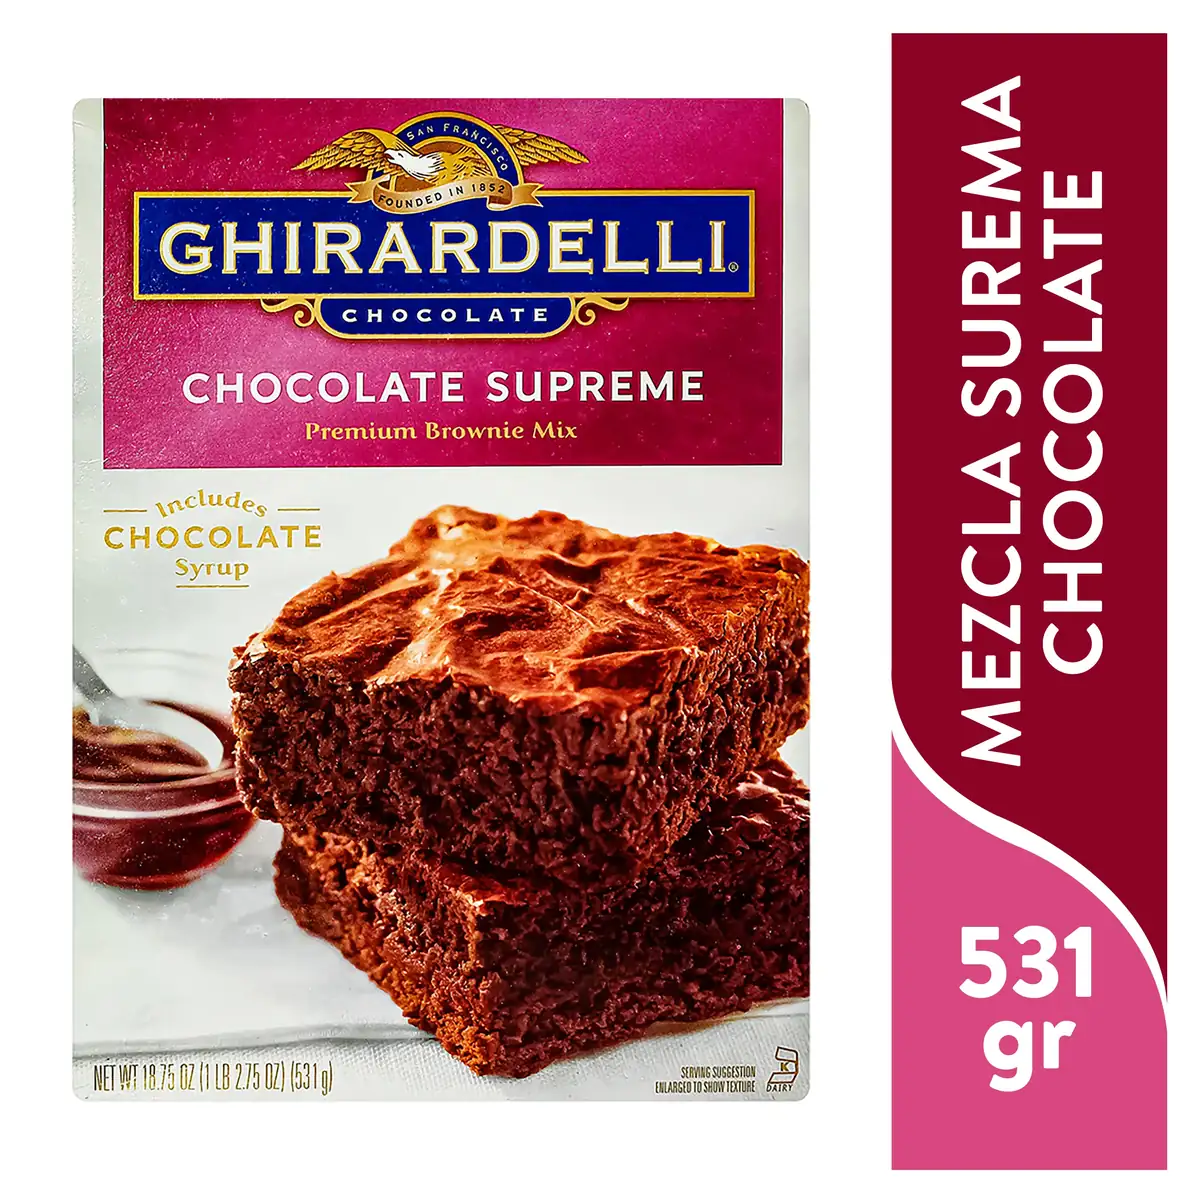 SAN FRANCISCO
FOUNDED IN 1852
GHIRARDELLI®
CHOCOLATE
CHOCOLATE SUPREME
Premium Brownie Mix
Includes
CHOCOLATE
Syrup
NET WT 18.75 OZ (1 LB 2.75 OZ) (531 g)
SERVING SUGGESTION
ENLARGED TO SHOW TEXTURE
K
DAIRY
MEZCLA SUREMA
CHOCOLATE
531
gr